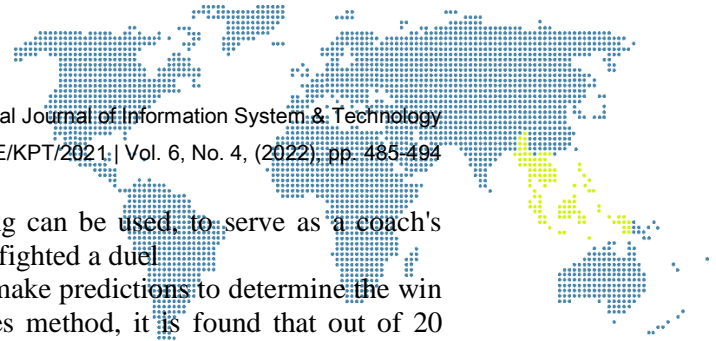 al Journal of Information System & Technology
E/KPT/2021 | Vol. 6, No. 4, (2022), pp. 485-494
g can be used, to serve as a coach's
fighted a duel
make predictions to determine the win
es method, it is found that out of 20